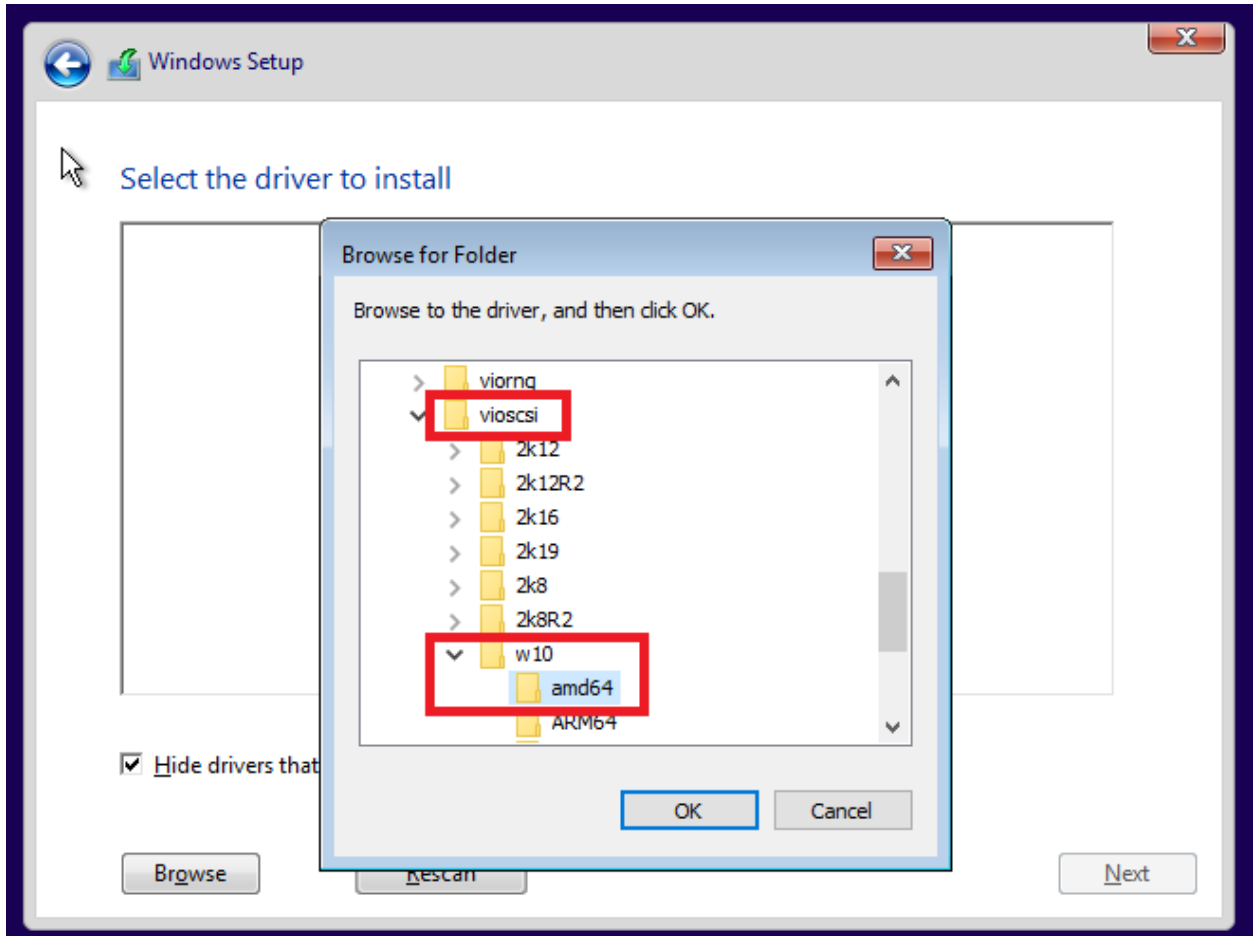 Windows Setup
Select the driver to install
Browse for Folder
Browse to the driver, and then click OK.
viorng
vioscsi
2k12
2k12R2
2k16
2k19
2k8
2k8R2
w10
amd64
ARM64
Hide drivers that
OK
Cancel
Browse
Rescan
Next